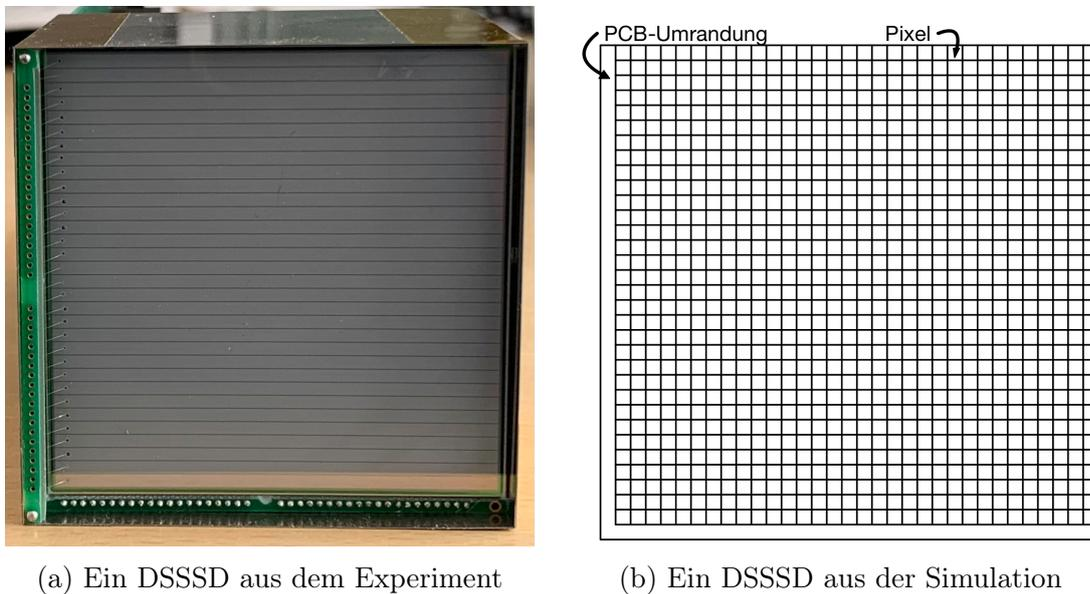 PCB-Umrandung
Pixel
(a) Ein DSSSD aus dem Experiment
(b) Ein DSSSD aus der Simulation